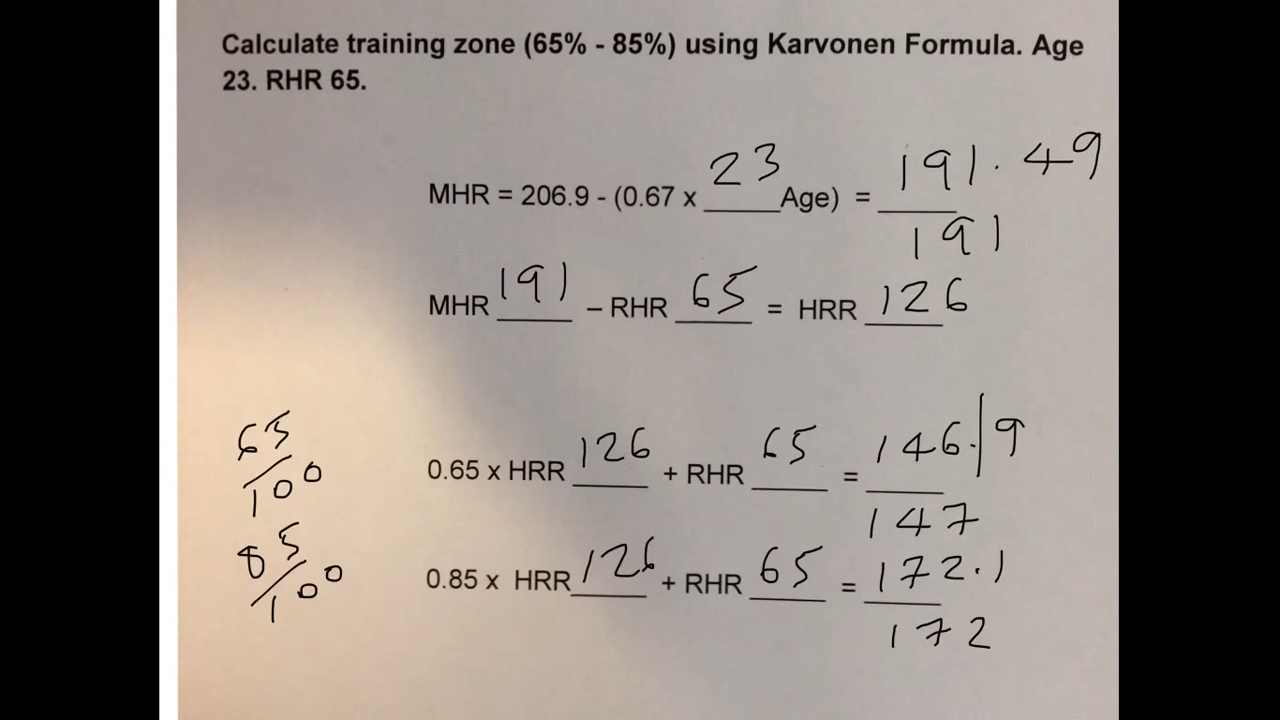 Calculate training zone (65% - 85%) using Karvonen Formula. Age
23. RHR 65.
MHR = 206.9 - (0.67 x 23 Age) = 191.49
191
MHR 191 – RHR 65 = HRR 126
65/100
0.65 x HRR 126 + RHR 65 = 146.|9
147
85/100
0.85 x HRR 126 + RHR 65 = 172.1
172